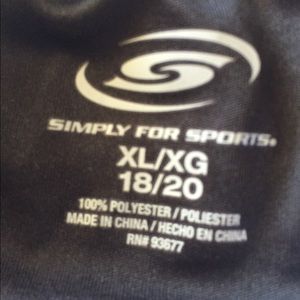 SIMPLY FOR SPORTS®
XL/XG
18/20
100% POLYESTER / POLIESTER
MADE IN CHINA / HECHO EN CHINA
RN# 93677